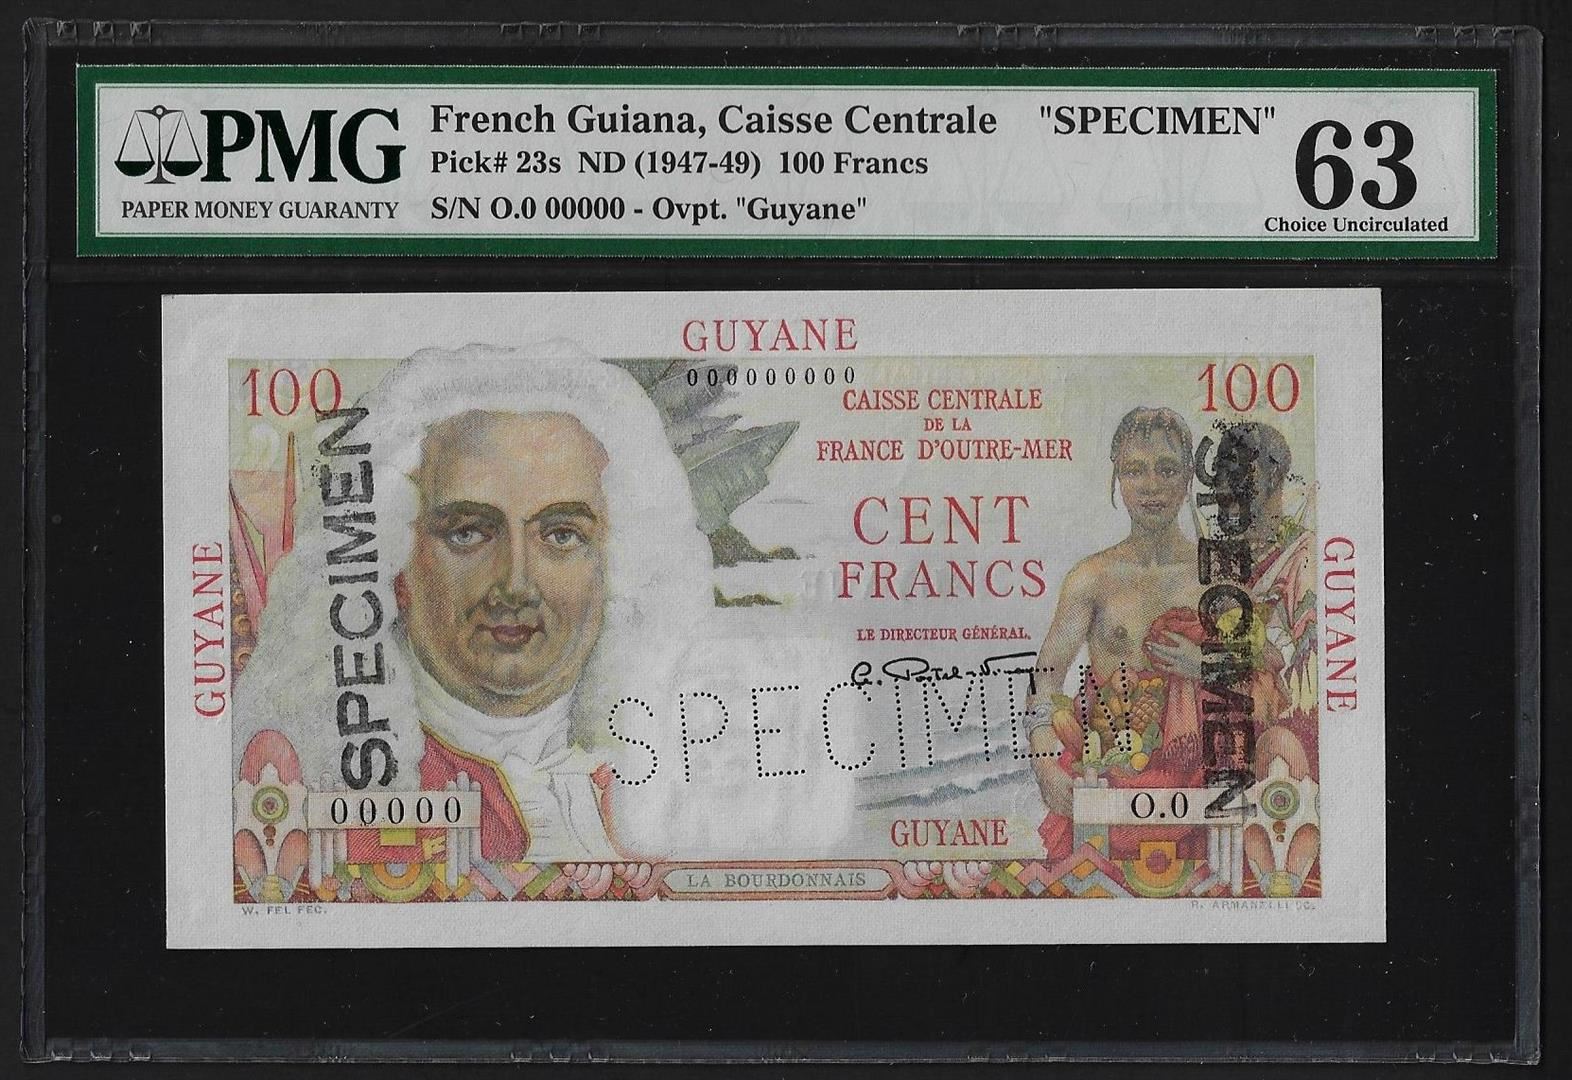 PMG
PAPER MONEY GUARANTY
French Guiana, Caisse Centrale "SPECIMEN"
Pick# 23s ND (1947-49) 100 Francs
S/N O.0 00000 - Ovpt. "Guyane"
63
Choice Uncirculated
GUYANE
000000000
100
100
CAISSE CENTRALE
DE LA
FRANCE D'OUTRE-MER
CENT
FRANCS
LE DIRECTEUR GÉNÉRAL.
SPECIMEN
SPECIMEN
SPECIMEN
GUYANE
GUYANE
00000
O.0
GUYANE
LA BOURDONNAIS
W. FEL FEC.